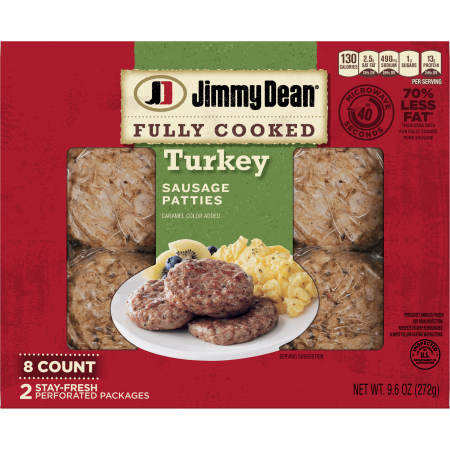 130 CALORIES
2.5g SAT FAT
490mg SODIUM
1g SUGARS
13g PROTEIN
PER SERVING
JD Jimmy Dean®
FULLY COOKED
MICROWAVE
40
SECONDS
70%
LESS
FAT*
Turkey
SAUSAGE
PATTIES
CARAMEL COLOR ADDED
SERVING SUGGESTION
8 COUNT
2 STAY-FRESH
PERFORATED PACKAGES
INSPECTED
U.S.
NET WT. 9.6 OZ (272g)